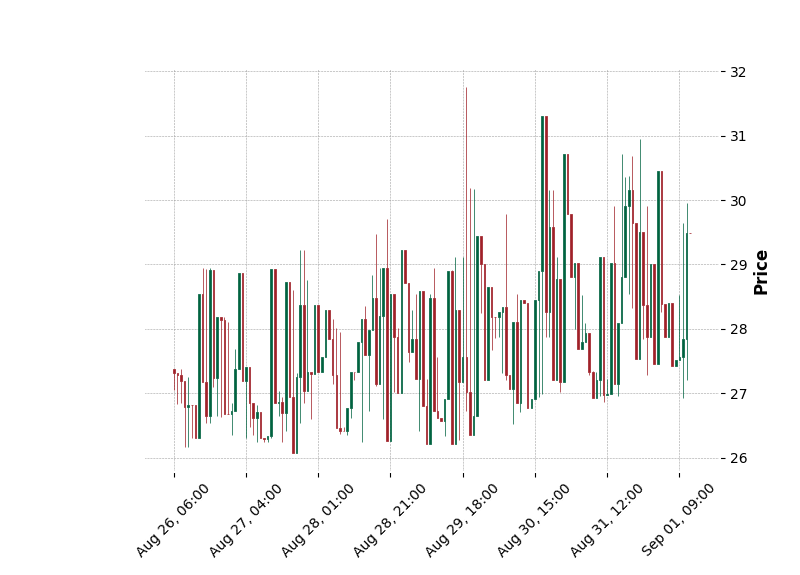 32
31
30
29
28
27
26
Price
Aug 26, 06:00
Aug 27, 04:00
Aug 28, 01:00
Aug 28, 21:00
Aug 29, 18:00
Aug 30, 15:00
Aug 31, 12:00
Sep 01, 09:00